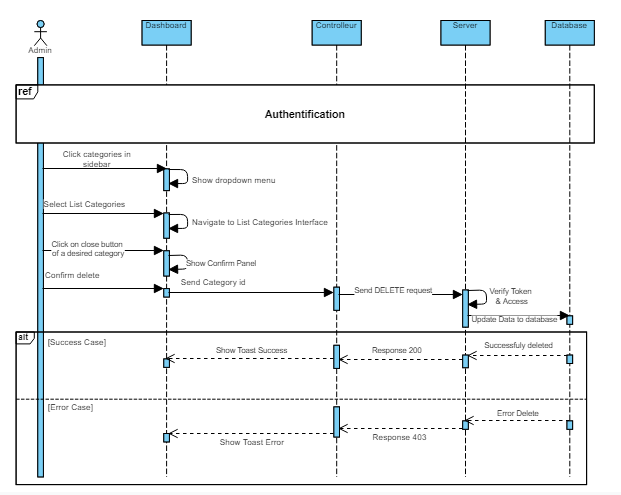 Dashboard
Controlleur
Server
Database
Admin
ref
Authentification
Click categories in
sidebar
Show dropdown menu
Select List Categories
Navigate to List Categories Interface
Click on close button
of a desired category
Show Confirm Panel
Confirm delete
Send Category id
Send DELETE request
Verify Token
& Access
Update Data to database
alt
[Success Case]
Show Toast Success
Response 200
Successfuly deleted
[Error Case]
Error Delete
Show Toast Error
Response 403